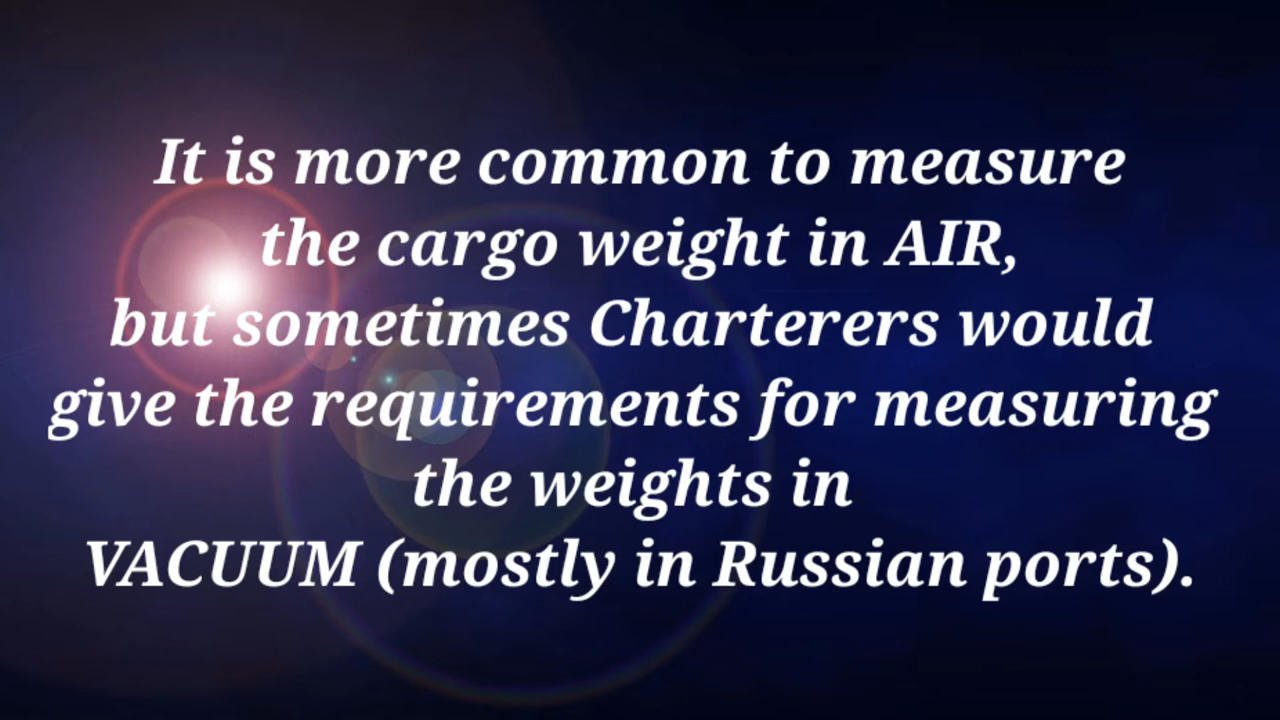 It is more common to measure
the cargo weight in AIR,
but sometimes Charterers would
give the requirements for measuring
the weights in
VACUUM (mostly in Russian ports).